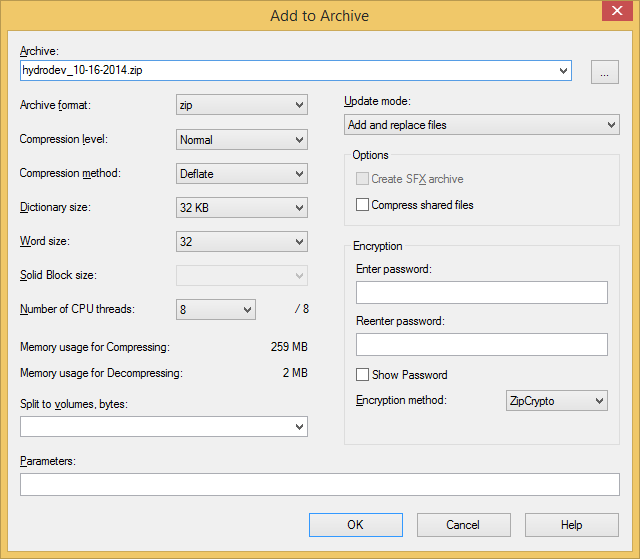 Add to Archive
Archive:
hydrodev_10-16-2014.zip
...
Archive format: zip
Compression level: Normal
Compression method: Deflate
Dictionary size: 32 KB
Word size: 32
Solid Block size:
Number of CPU threads: 8 / 8
Memory usage for Compressing: 259 MB
Memory usage for Decompressing: 2 MB
Split to volumes, bytes:
Update mode:
Add and replace files
Options
Create SFX archive
Compress shared files
Encryption
Enter password:
Reenter password:
Show Password
Encryption method: ZipCrypto
Parameters:
OK Cancel Help